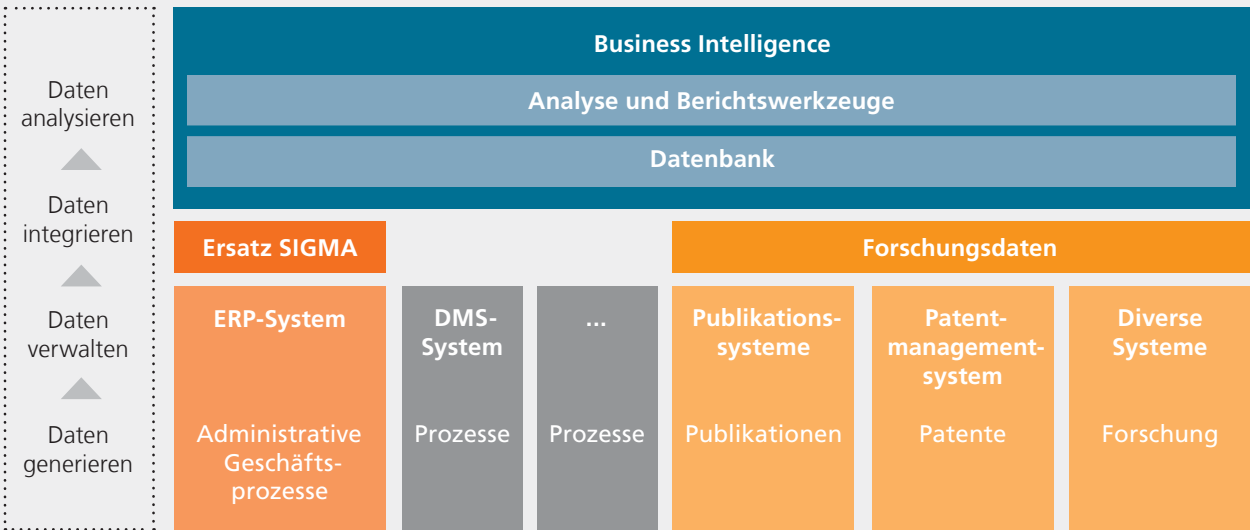 Daten
analysieren
Daten
integrieren
Daten
verwalten
Daten
generieren
Business Intelligence
Analyse und Berichtswerkzeuge
Datenbank
Ersatz SIGMA
Forschungsdaten
ERP-System
Administrative
Geschäfts-
prozesse
DMS-
System
Prozesse
...
Prozesse
Publikations-
systeme
Publikationen
Patent-
management-
system
Patente
Diverse
Systeme
Forschung